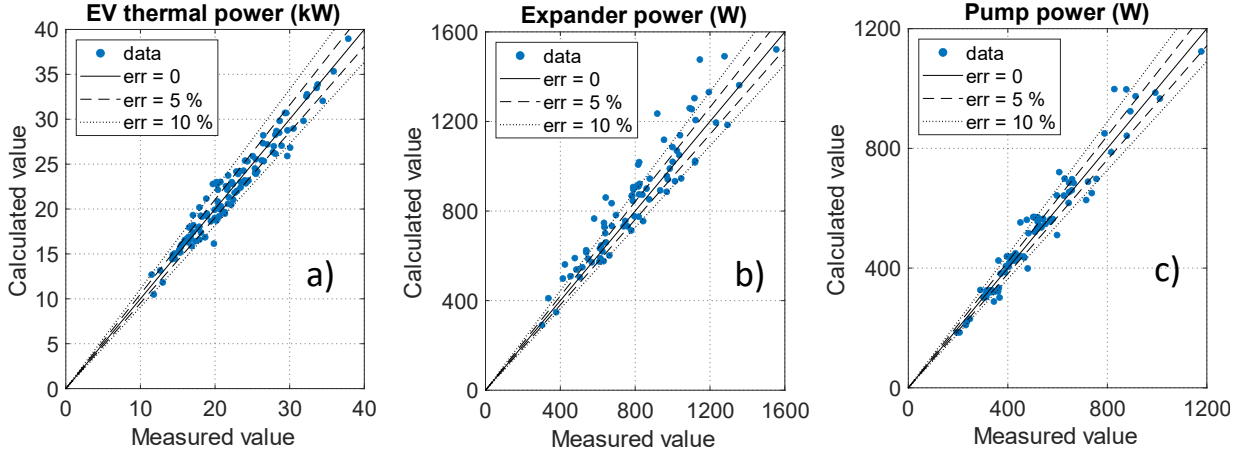 EV thermal power (kW)
40
35
30
25
20
15
10
5
0
data
err = 0
err = 5 %
err = 10 %
a)
0 10 20 30 40
Measured value
Calculated value
Expander power (W)
1600
1200
800
400
0
data
err = 0
err = 5 %
err = 10 %
b)
0 400 800 1200 1600
Measured value
Calculated value
Pump power (W)
1200
800
400
0
data
err = 0
err = 5 %
err = 10 %
c)
0 400 800 1200
Measured value
Calculated value